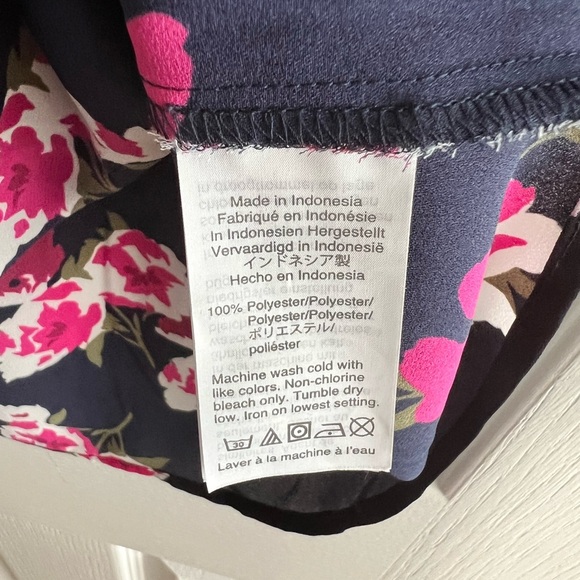 Made in Indonesia
Fabriqué en Indonésie
In Indonesien Hergestellt
Vervaardigd in Indonesië
インドネシア製
Hecho en Indonesia
100% Polyester/Polyester/
Polyester/Polyester/
ポリエステル/
poliéster
Machine wash cold with
like colors. Non-chlorine
bleach only. Tumble dry
low. Iron on lowest setting.
30
Laver à la machine à l'eau